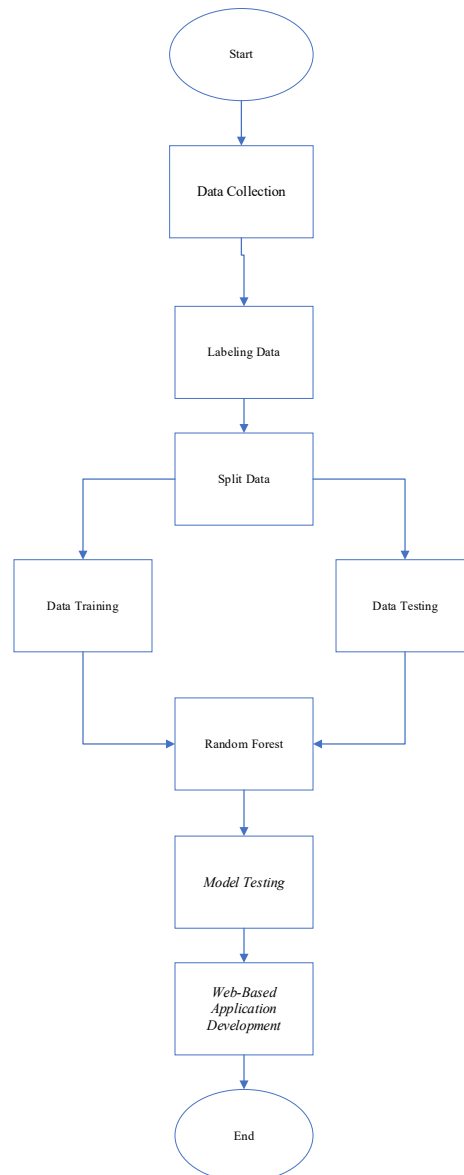 Start
Data Collection
Labeling Data
Split Data
Data Training
Data Testing
Random Forest
Model Testing
Web-Based
Application
Development
End